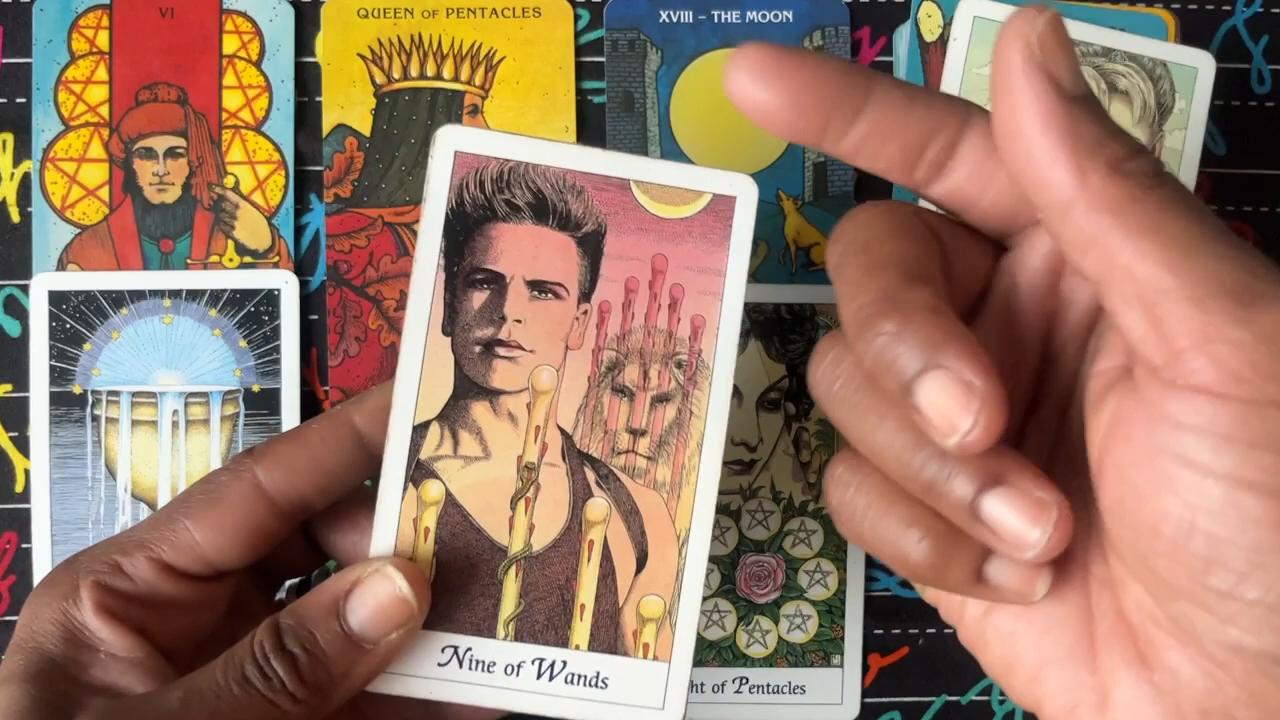 VI
QUEEN OF PENTACLES
XVIII – THE MOON
Nine of Wands
ht of Pentacles